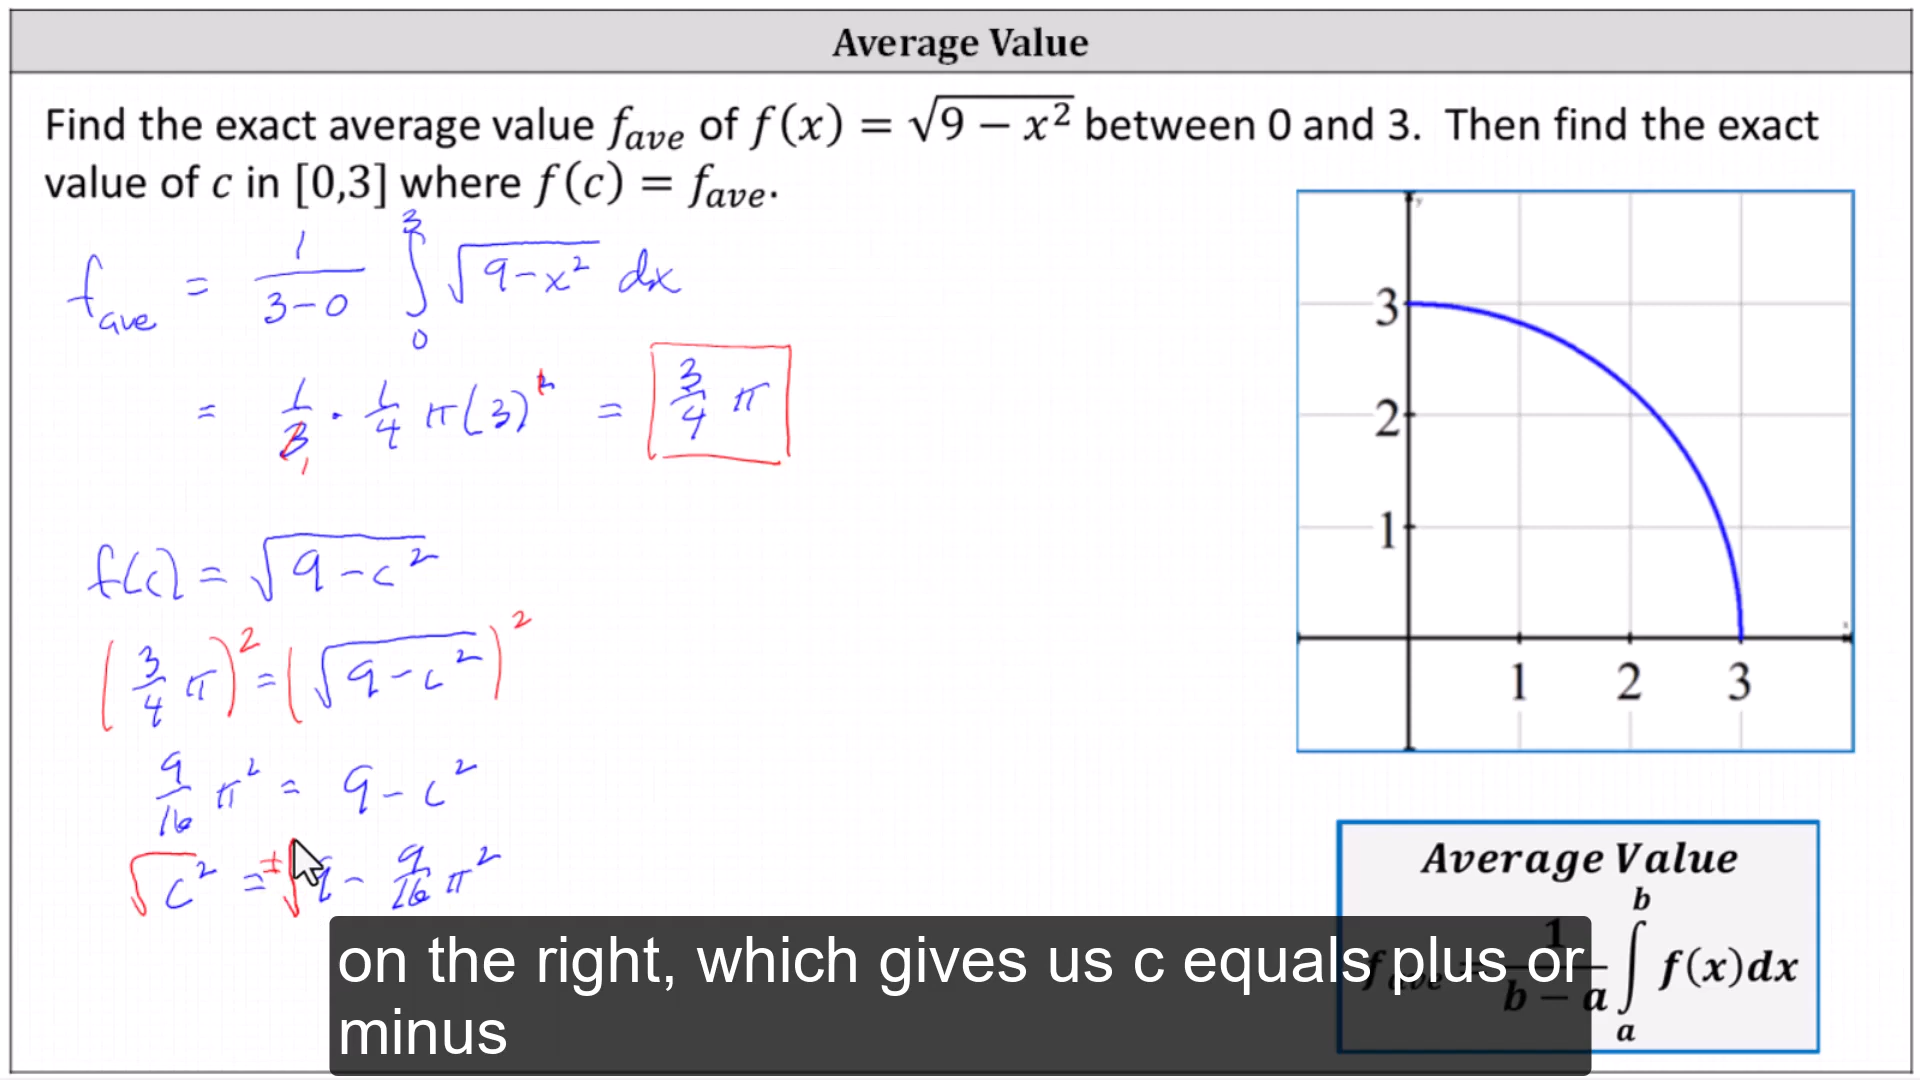 Average Value
Find the exact average value f_ave of f(x) = √(9 − x²) between 0 and 3. Then find the exact
value of c in [0,3] where f(c) = f_ave.
f_ave = 1/(3−0) ∫₀³ √(9−x²) dx
= 1/3 · 1/4 π(3)² = 3/4 π
1
f(c) = √(9−c²)
(3/4 π)² = (√(9−c²))²
9/16 π² = 9−c²
√c² = ±√9 − 9/16 π²
y
3
2
1
1 2 3
Average Value
f_ave = 1/(b−a) ∫ₐᵇ f(x)dx
on the right, which gives us c equals plus or
minus